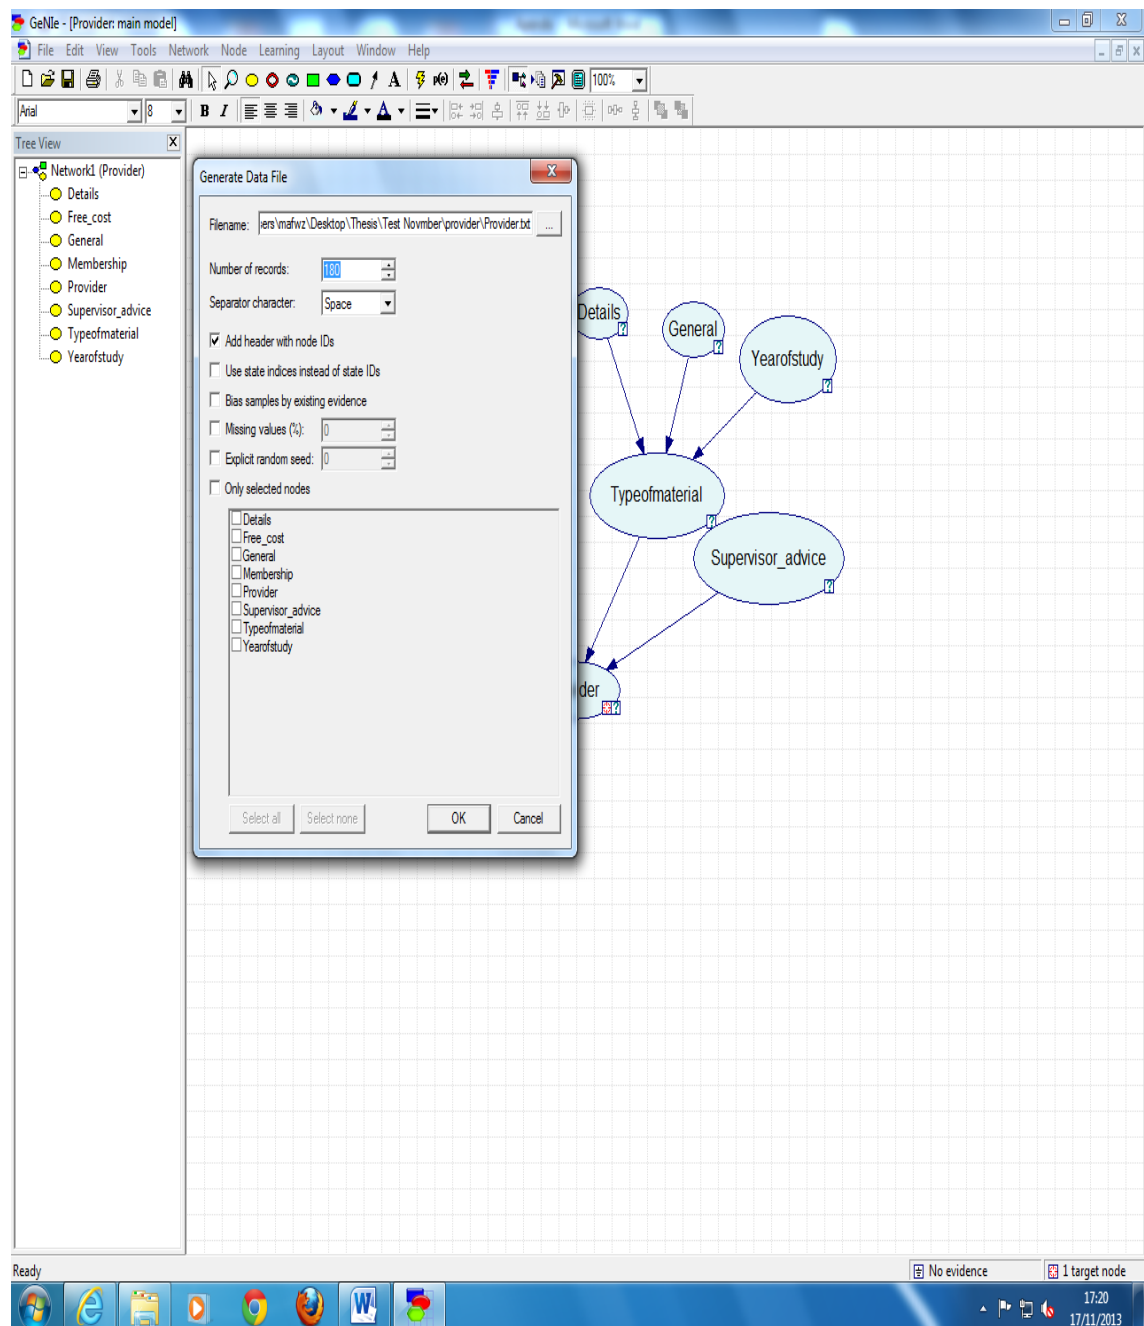 GeNIe - [Provider: main model]
File Edit View Tools Network Node Learning Layout Window Help
A 100%
Arial 8 B I A
Tree View
Network1 (Provider)
Details
Free_cost
General
Membership
Provider
Supervisor_advice
Typeofmaterial
Yearofstudy
Generate Data File
Filename: ers\mafwz\Desktop\Thesis\Test Novmber\provider\Provider.txt ...
Number of records: 180
Separator character: Space
Add header with node IDs
Use state indices instead of state IDs
Bias samples by existing evidence
Missing values (%): 0
Explicit random seed: 0
Only selected nodes
Details
Free_cost
General
Membership
Provider
Supervisor_advice
Typeofmaterial
Yearofstudy
Select all Select none OK Cancel
Details
General
Yearofstudy
Typeofmaterial
Supervisor_advice
der
Ready No evidence 1 target node
17:20
17/11/2013